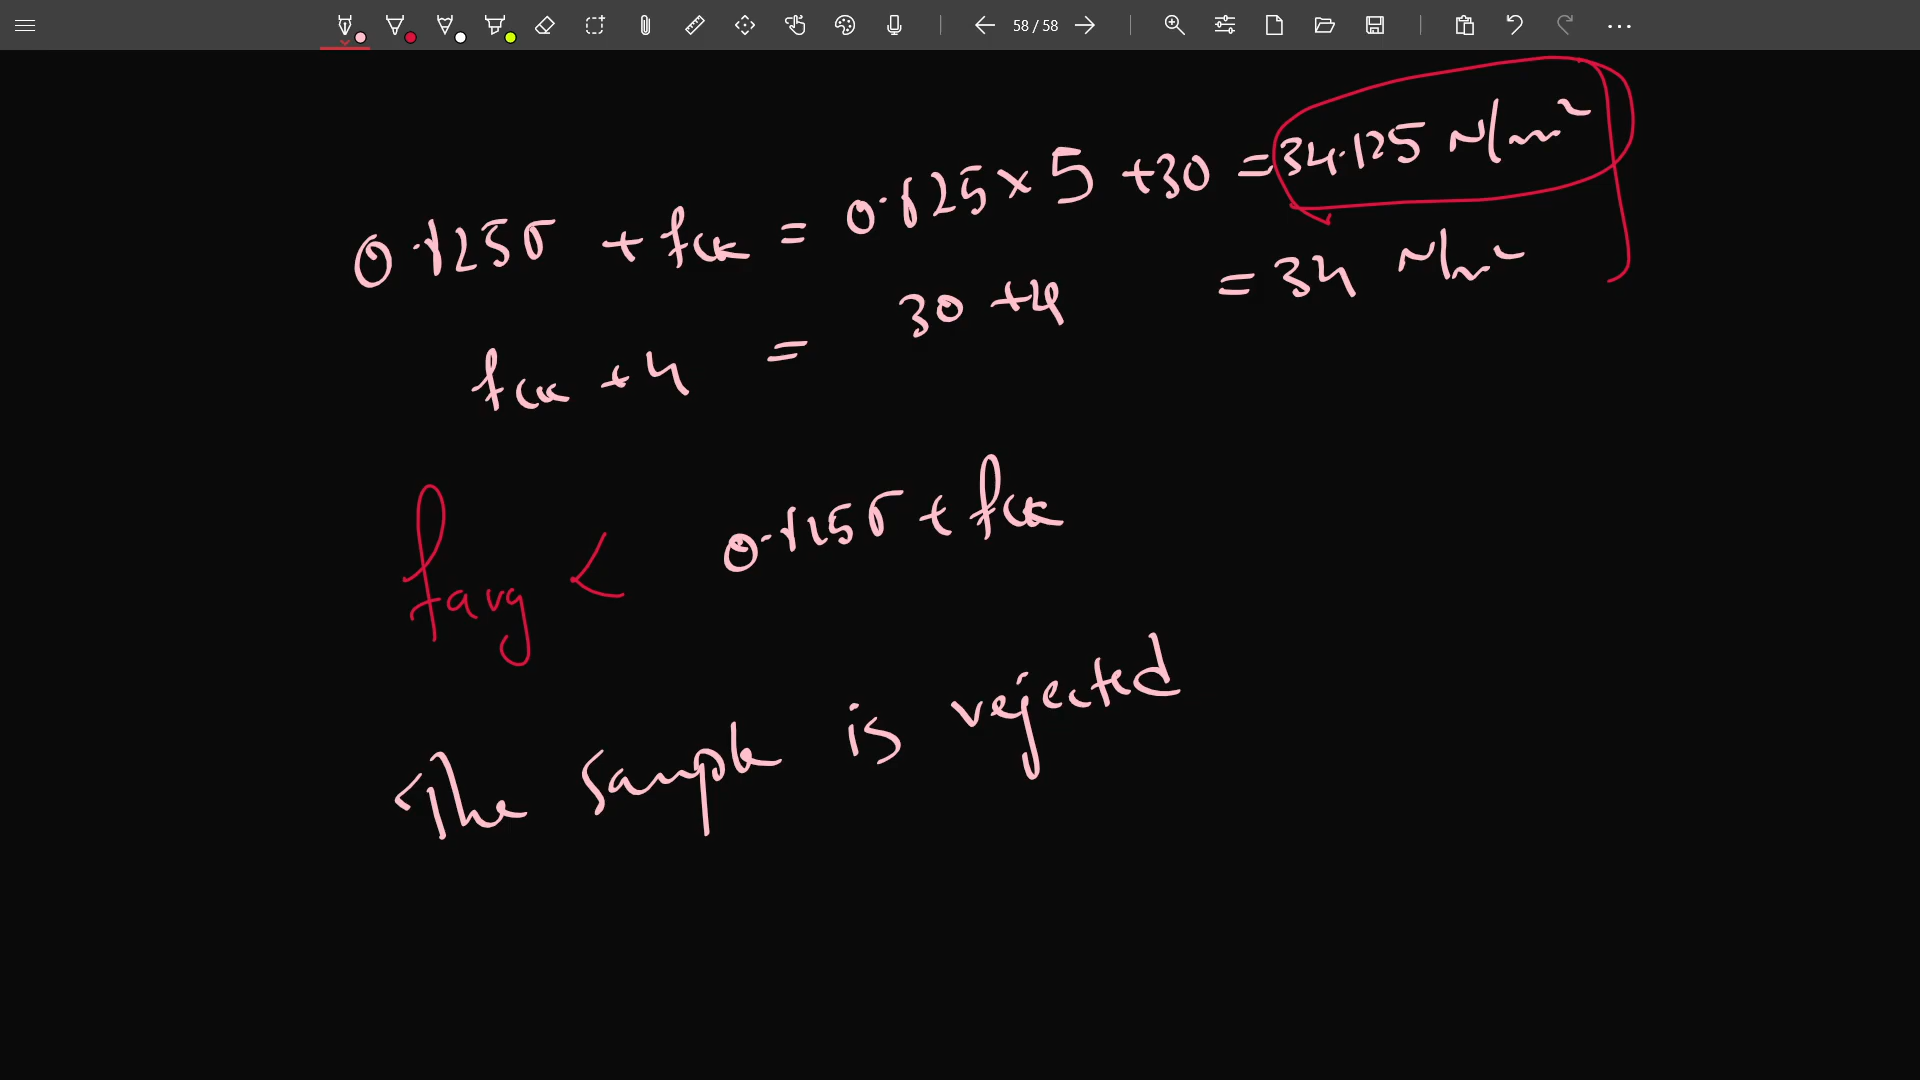 58 / 58
0.825σ + fck = 0.825 × 5 + 30 = 34.125 N/mm²
fck + 4 = 30 + 4 = 34 N/m²
favg < 0.825σ + fck
The sample is rejected